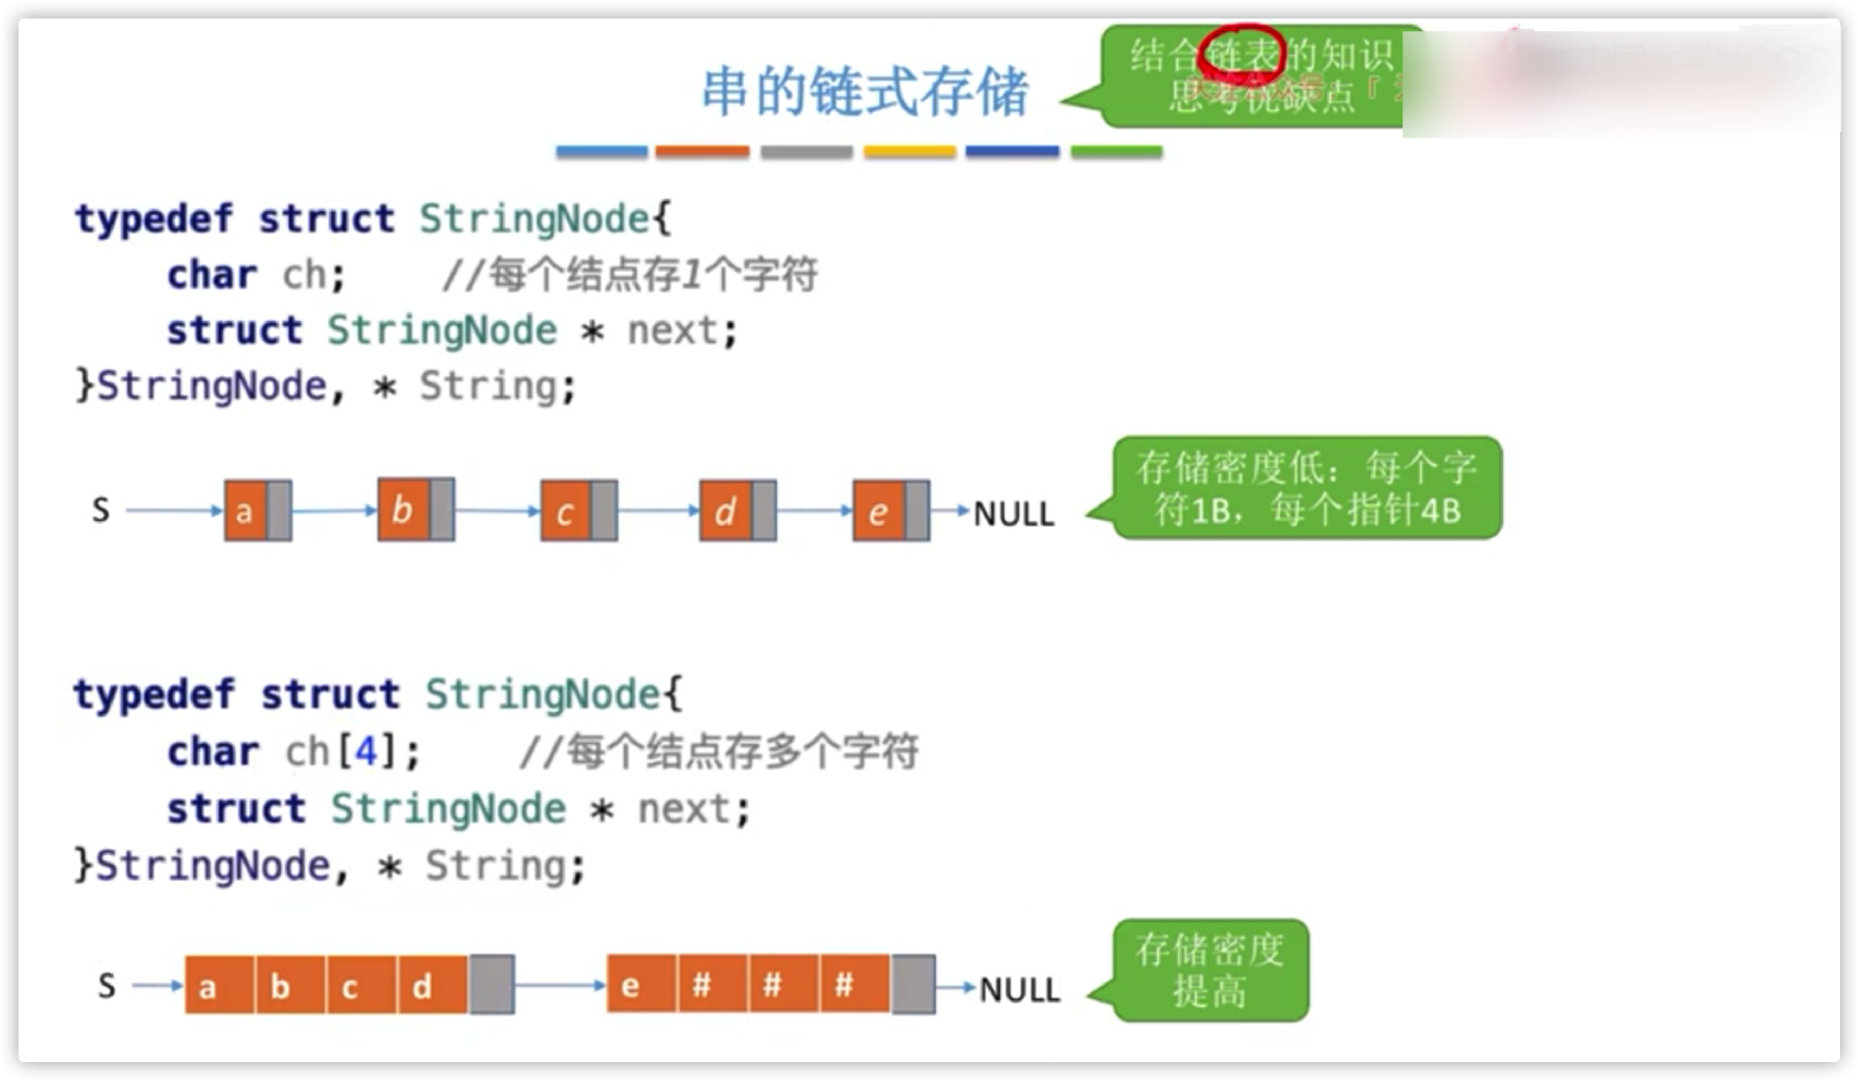 串的链式存储
结合链表的知识
思考优缺点
typedef struct StringNode{
char ch; //每个结点存1个字符
struct StringNode * next;
}StringNode, * String;
S a b c d e NULL
存储密度低：每个字
符1B，每个指针4B
typedef struct StringNode{
char ch[4]; //每个结点存多个字符
struct StringNode * next;
}StringNode, * String;
S a b c d e # # # NULL
存储密度
提高